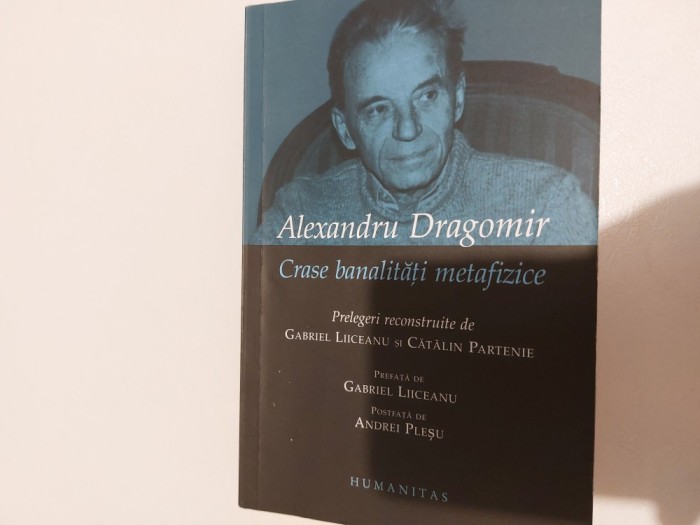 Alexandru Dragomir
Crase banalități metafizice
Prelegeri reconstruite de
GABRIEL LIICEANU ȘI CĂTĂLIN PARTENIE
PREFAȚĂ DE
GABRIEL LIICEANU
POSTFAȚĂ DE
ANDREI PLEȘU
HUMANITAS